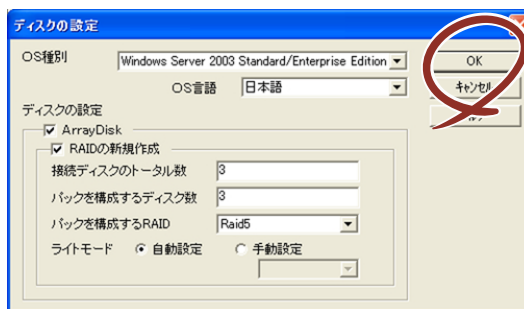 ディスクの設定
OS種別 Windows Server 2003 Standard/Enterprise Edition
OK
OS言語 日本語
キャンセル
ディスクの設定
ArrayDisk
RAIDの新規作成
接続ディスクのトータル数 3
パックを構成するディスク数 3
パックを構成するRAID Raid5
ライトモード 自動設定 手動設定